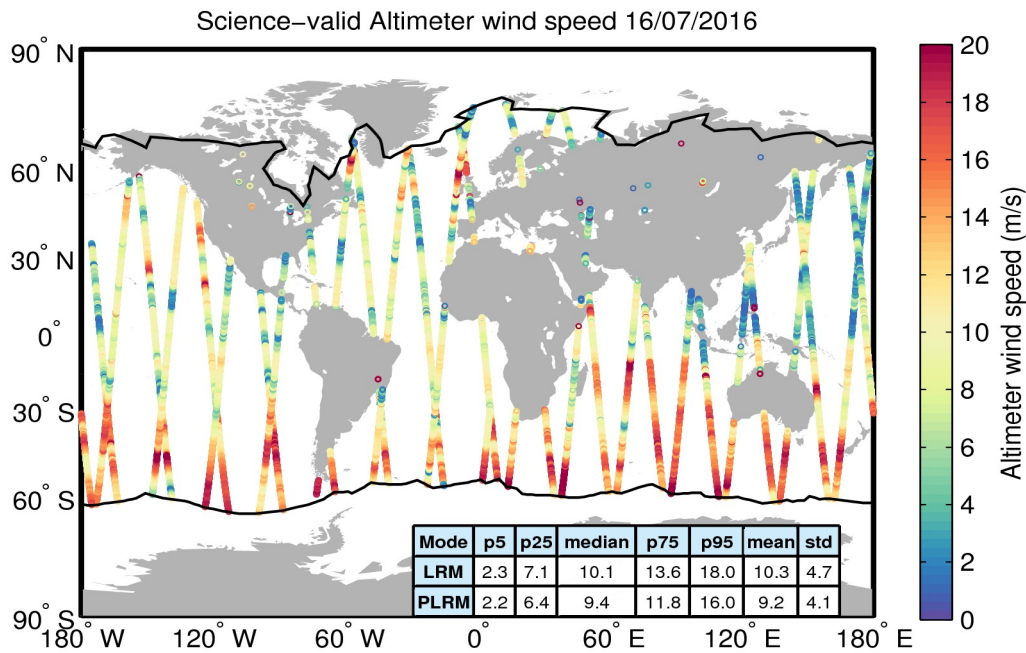 Science−valid Altimeter wind speed 16/07/2016
90° N
60° N
30° N
0°
30° S
60° S
90° S
180° W
120° W
60° W
0°
60° E
120° E
180° E
Mode p5 p25 median p75 p95 mean std
LRM 2.3 7.1 10.1 13.6 18.0 10.3 4.7
PLRM 2.2 6.4 9.4 11.8 16.0 9.2 4.1
20
18
16
14
12
10
8
6
4
2
0
Altimeter wind speed (m/s)